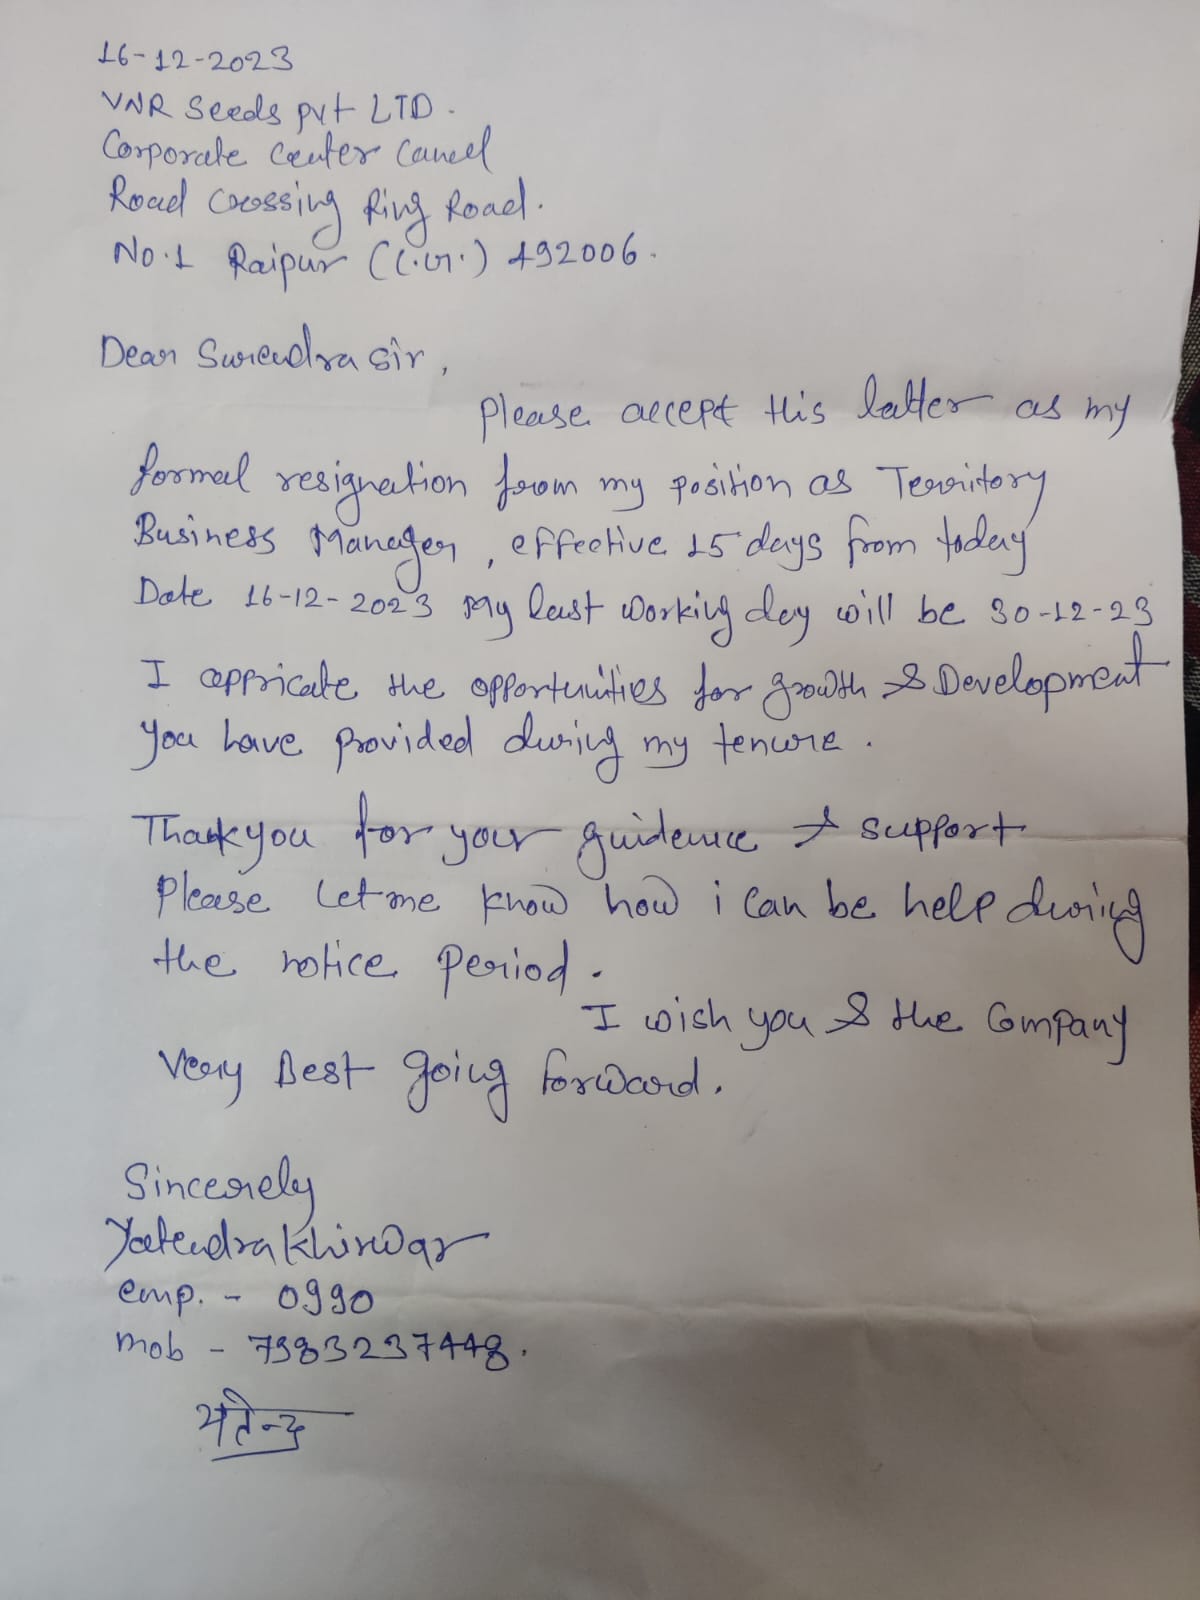 16-12-2023
VNR Seeds pvt LTD.
Corporate Center Canel
Road Crossing Ring Road.
No.1 Raipur (C.G.) 492006.
Dear Surendra Sir,
Please accept this latter as my
formal resignation from my position as Territory
Business Manager, effective 15 days from today
Date 16-12-2023 My last working day will be 30-12-23
I appricate the opportunities for growth & Development
you have provided during my tenure.
Thankyou for your guidence & support
Please Let me know how i can be help during
the notice period.
I wish you & the Company
Very Best going forward.
Sincerely
Yatendra Khirwar
emp. - 0990
mob - 7983237448.
यतेन्द्र